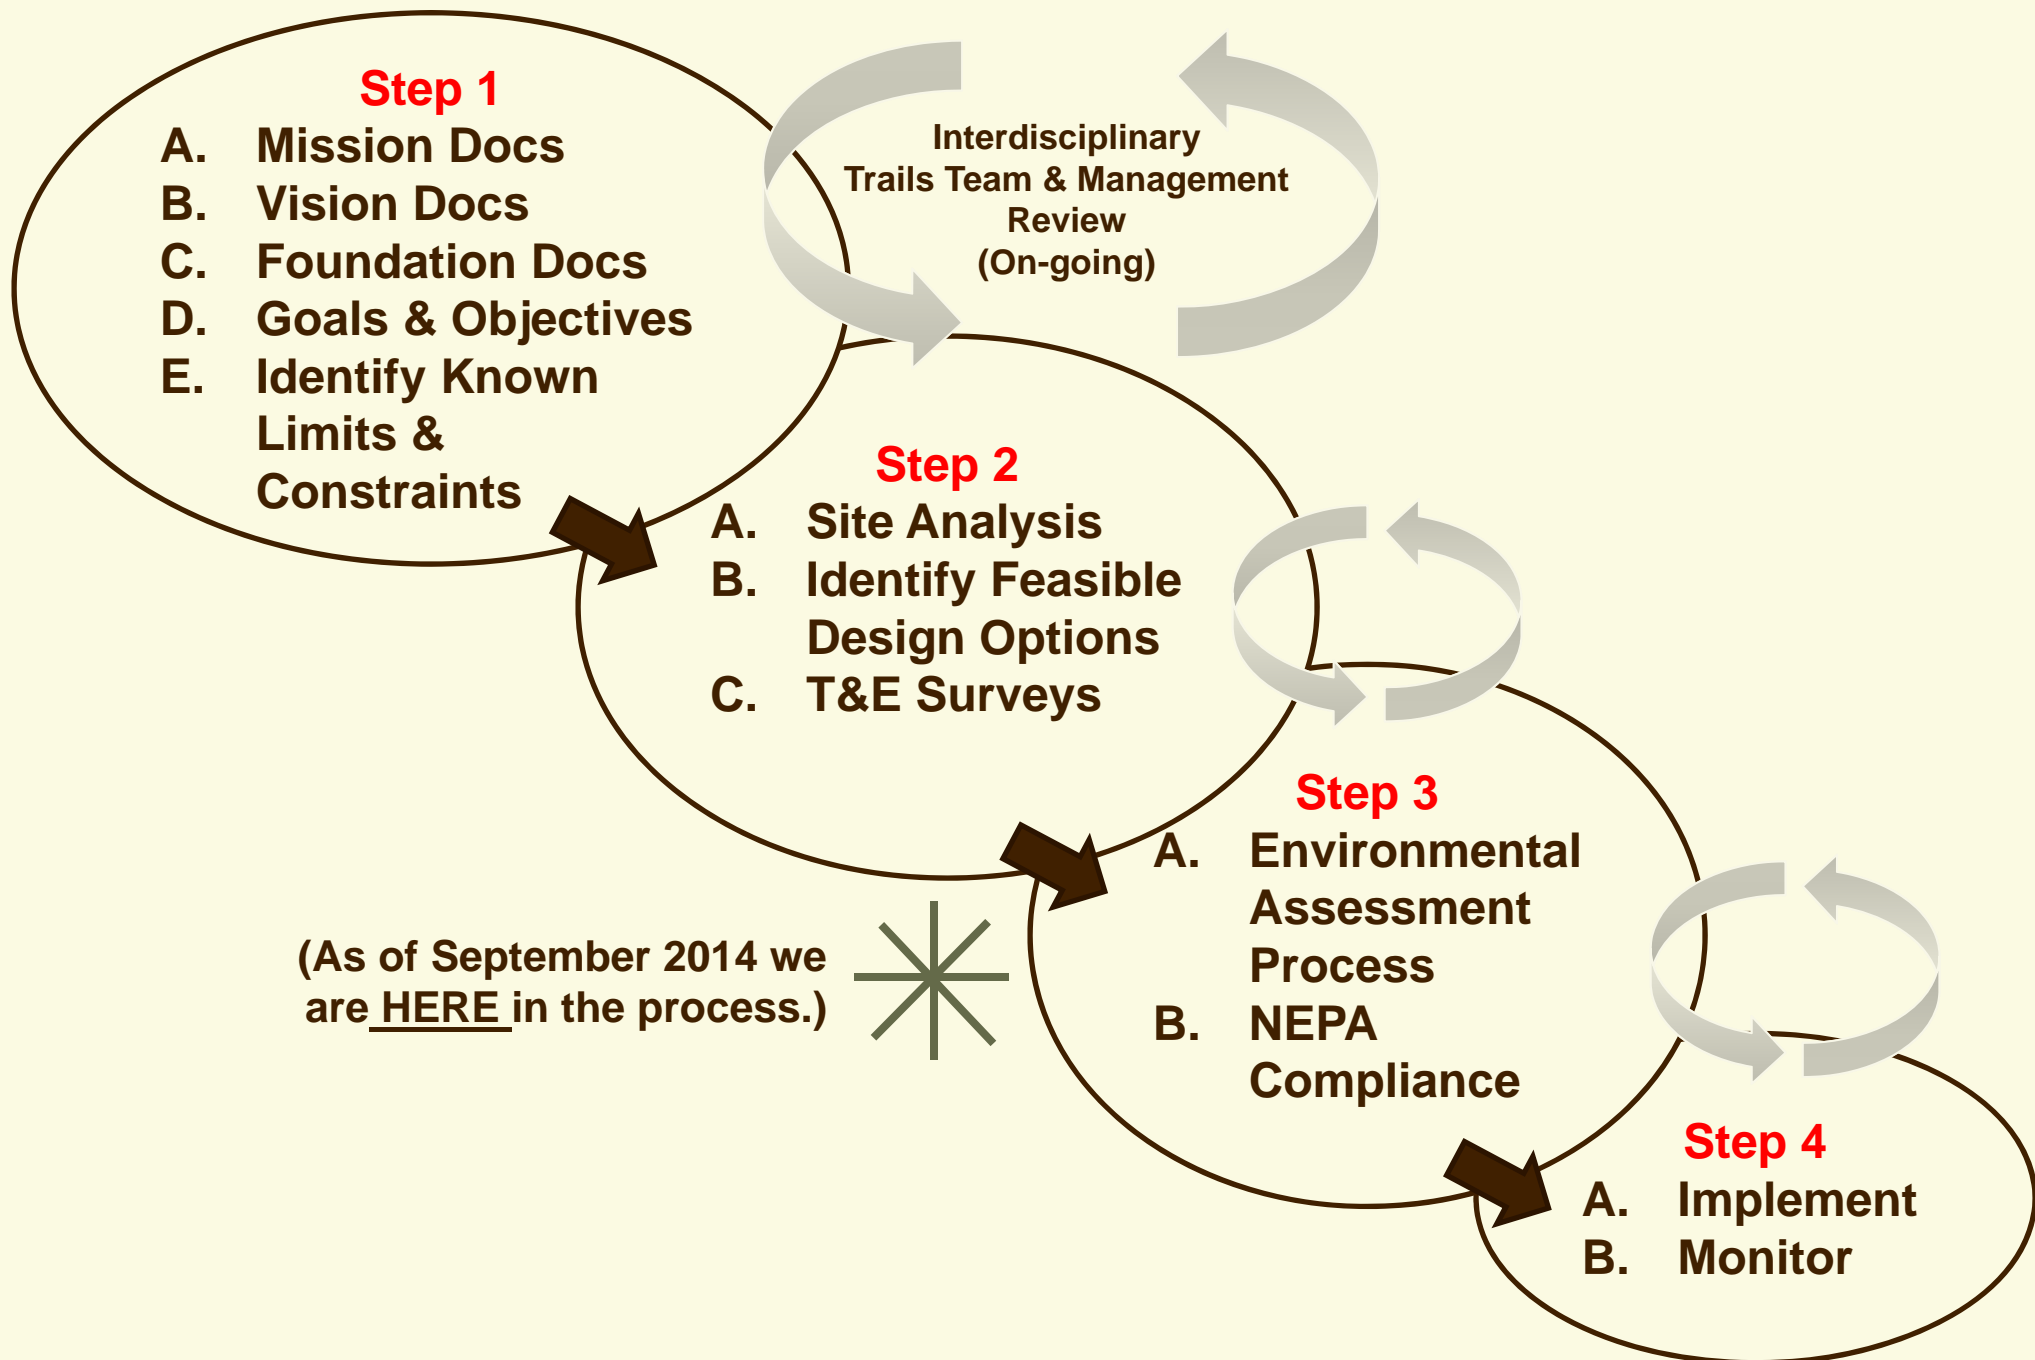 Step 1
A. Mission Docs
B. Vision Docs
C. Foundation Docs
D. Goals & Objectives
E. Identify Known
Limits &
Constraints
Interdisciplinary
Trails Team & Management
Review
(On-going)
Step 2
A. Site Analysis
B. Identify Feasible
Design Options
C. T&E Surveys
Step 3
A. Environmental
Assessment
Process
B. NEPA
Compliance
(As of September 2014 we
are HERE in the process.)
Step 4
A. Implement
B. Monitor